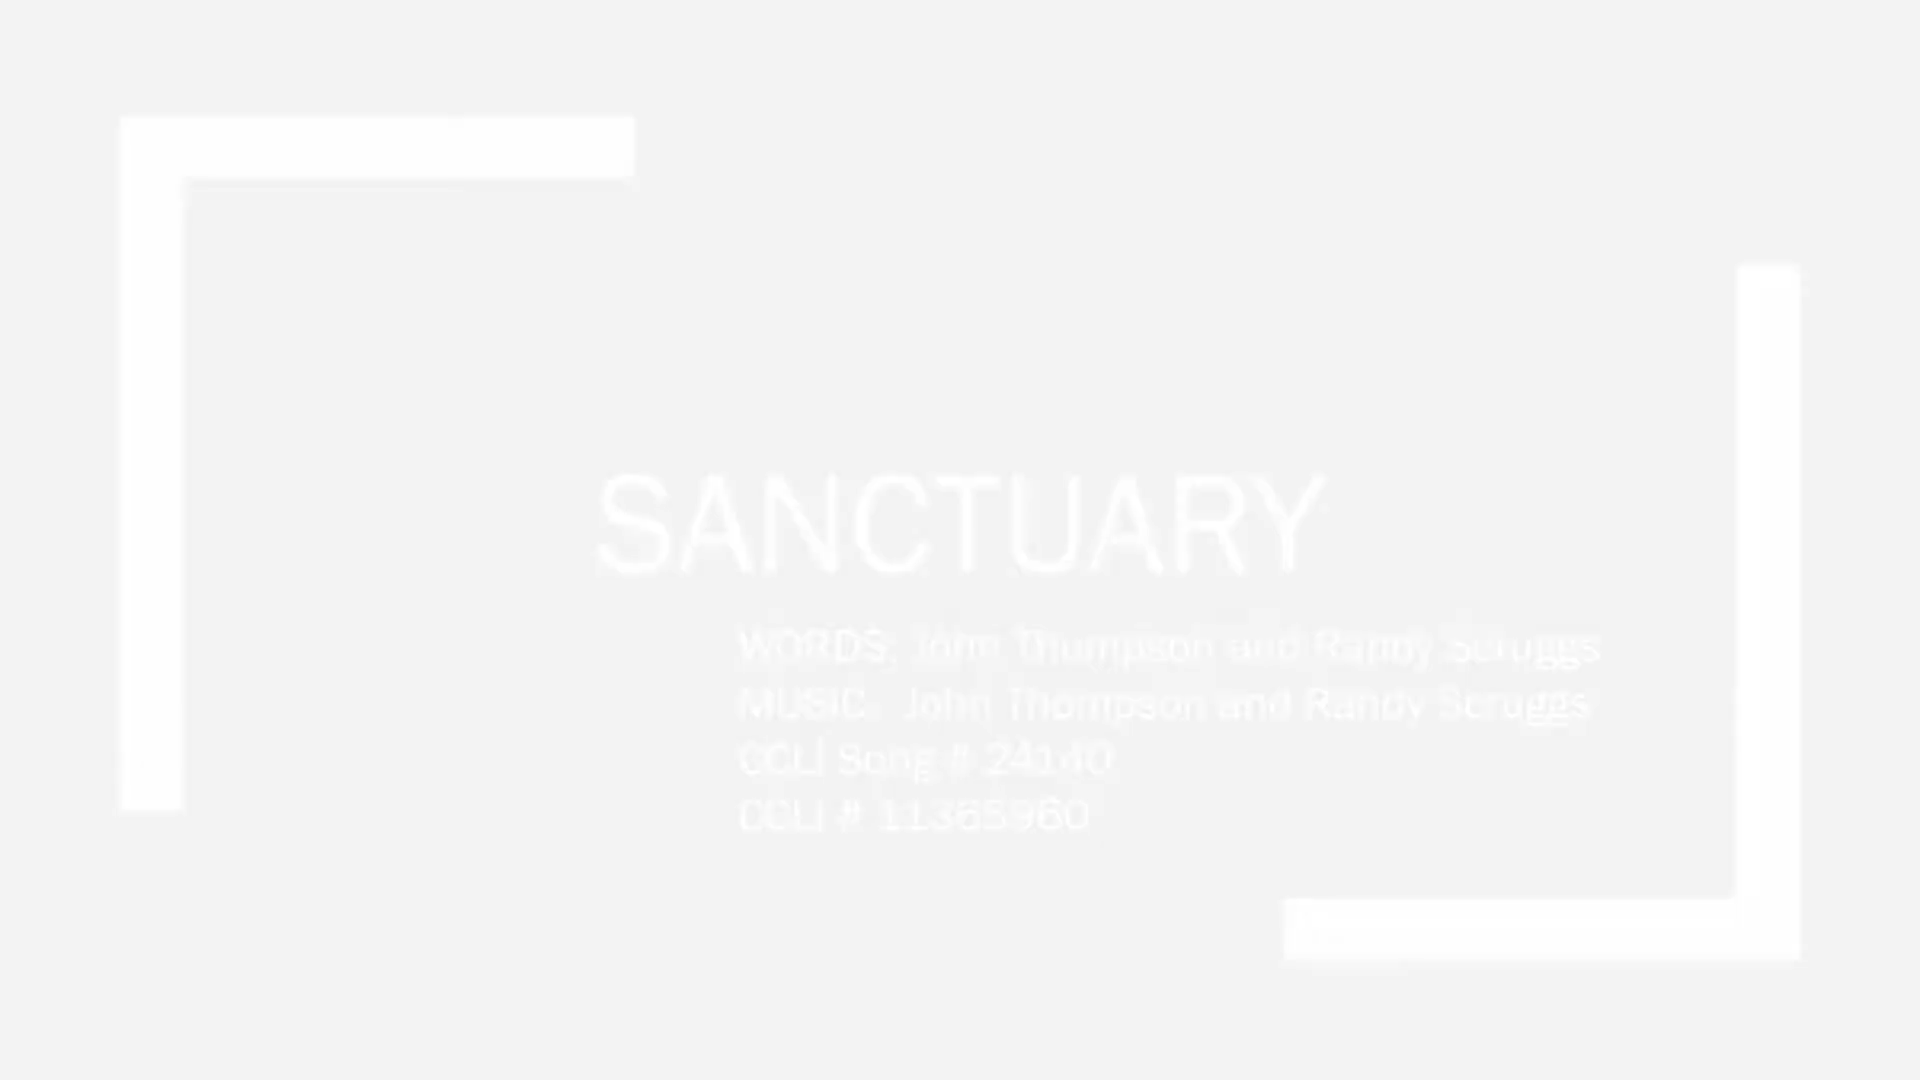 SANCTUARY
WORDS: John Thompson and Randy Scruggs
MUSIC: John Thompson and Randy Scruggs
CCLI Song # 24140
CCLI # 11365960